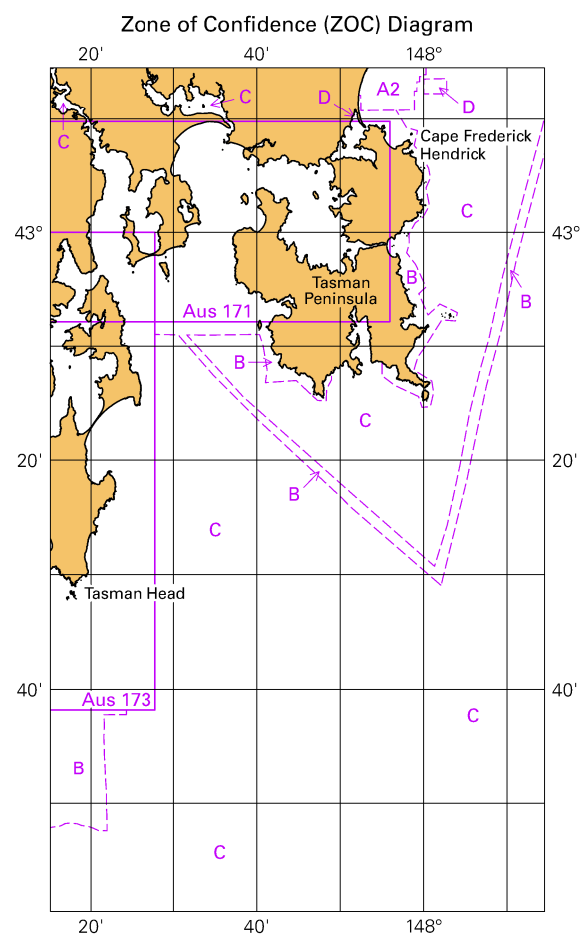 Zone of Confidence (ZOC) Diagram
20' 40' 148°
A2
C
D
D
C
Cape Frederick
Hendrick
C
43° 43°
B
Tasman
Peninsula
B
Aus 171
B
C
20' 20'
B
C
Tasman Head
40' 40'
Aus 173
C
B
C
20' 40' 148°